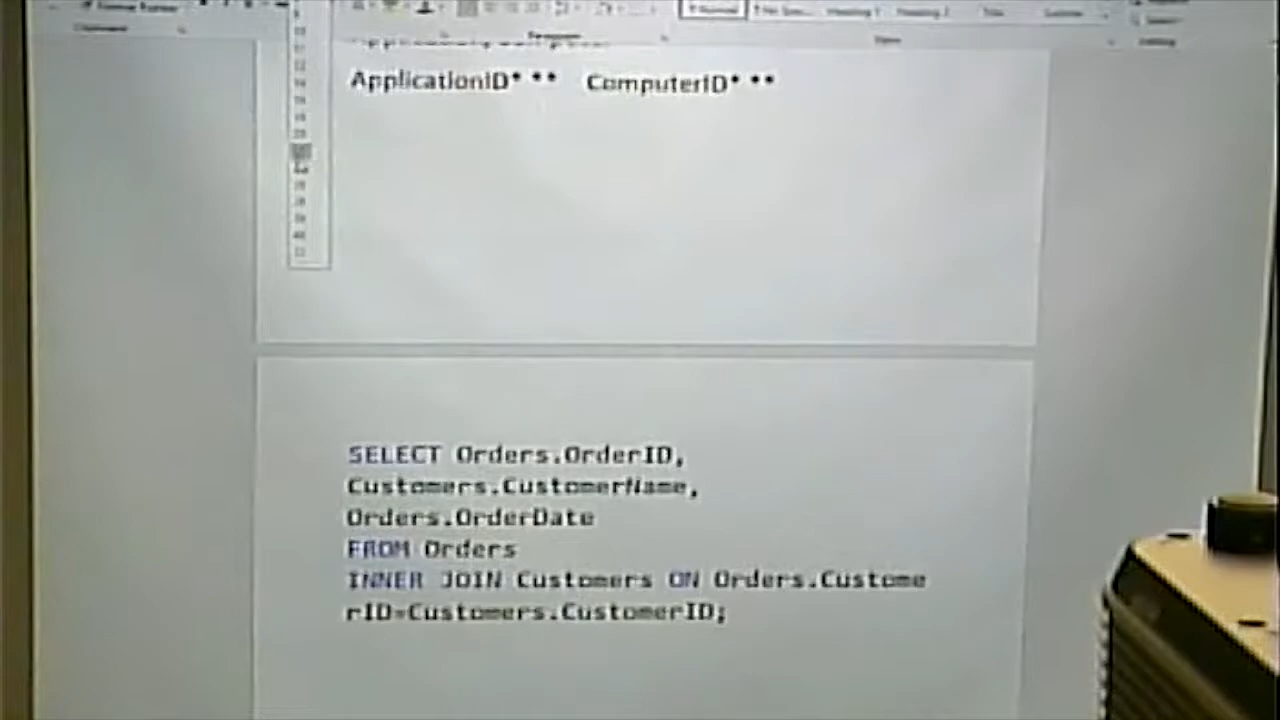 ApplicationID* ** ComputerID* **
SELECT Orders.OrderID,
Customers.CustomerName,
Orders.OrderDate
FROM Orders
INNER JOIN Customers ON Orders.Custome
rID=Customers.CustomerID;